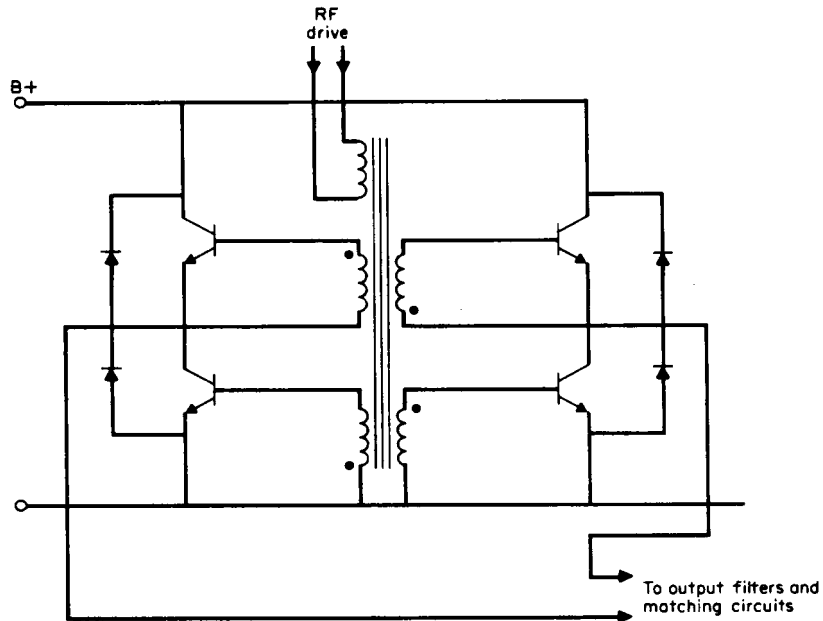 RF
drive
B+
To output filters and
matching circuits